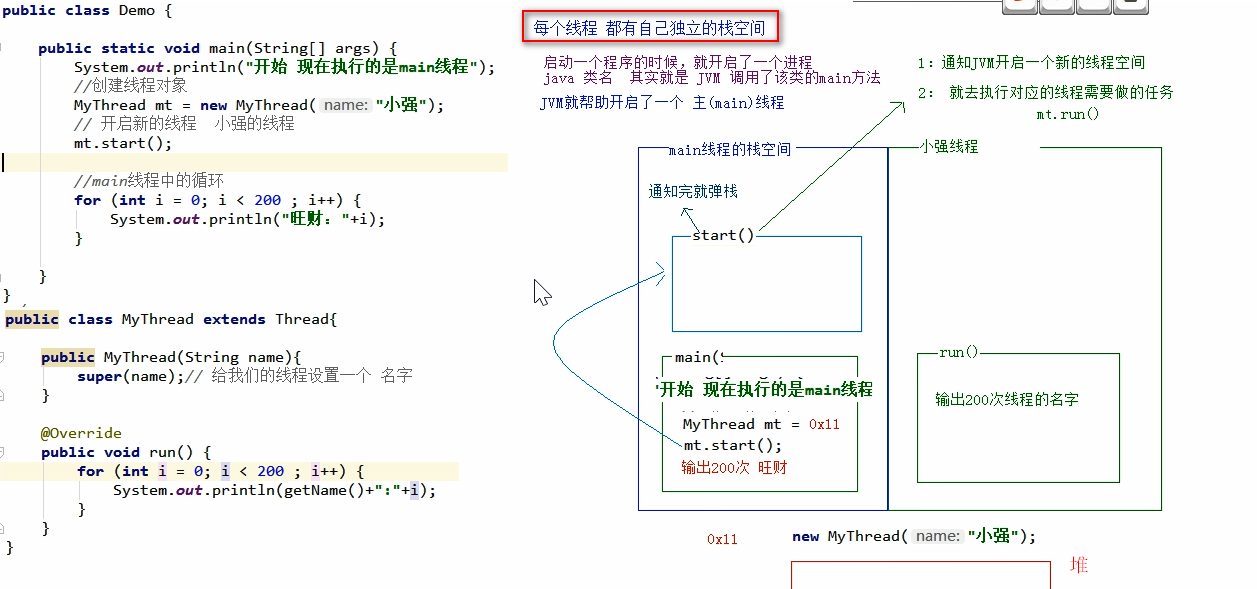 public class Demo {
public static void main(String[] args) {
System.out.println("开始 现在执行的是main线程");
//创建线程对象
MyThread mt = new MyThread( name: "小强");
// 开启新的线程 小强的线程
mt.start();
//main线程中的循环
for (int i = 0; i < 200 ; i++) {
System.out.println("旺财: "+i);
}
}
}
public class MyThread extends Thread{
public MyThread(String name){
super(name);// 给我们的线程设置一个 名字
}
@Override
public void run() {
for (int i = 0; i < 200 ; i++) {
System.out.println(getName()+":"+i);
}
}
}
每个线程 都有自己独立的栈空间
启动一个程序的时候，就开启了一个进程
java 类名 其实就是 JVM 调用了该类的main方法
JVM就帮助开启了一个 主(main)线程
1：通知JVM开启一个新的线程空间
2： 就去执行对应的线程需要做的任务
mt.run()
main线程的栈空间
小强线程
通知完就弹栈
start()
main(
"开始 现在执行的是main线程
MyThread mt = 0x11
mt.start();
输出200次 旺财
run()
输出200次线程的名字
0x11
new MyThread( name: "小强");
堆